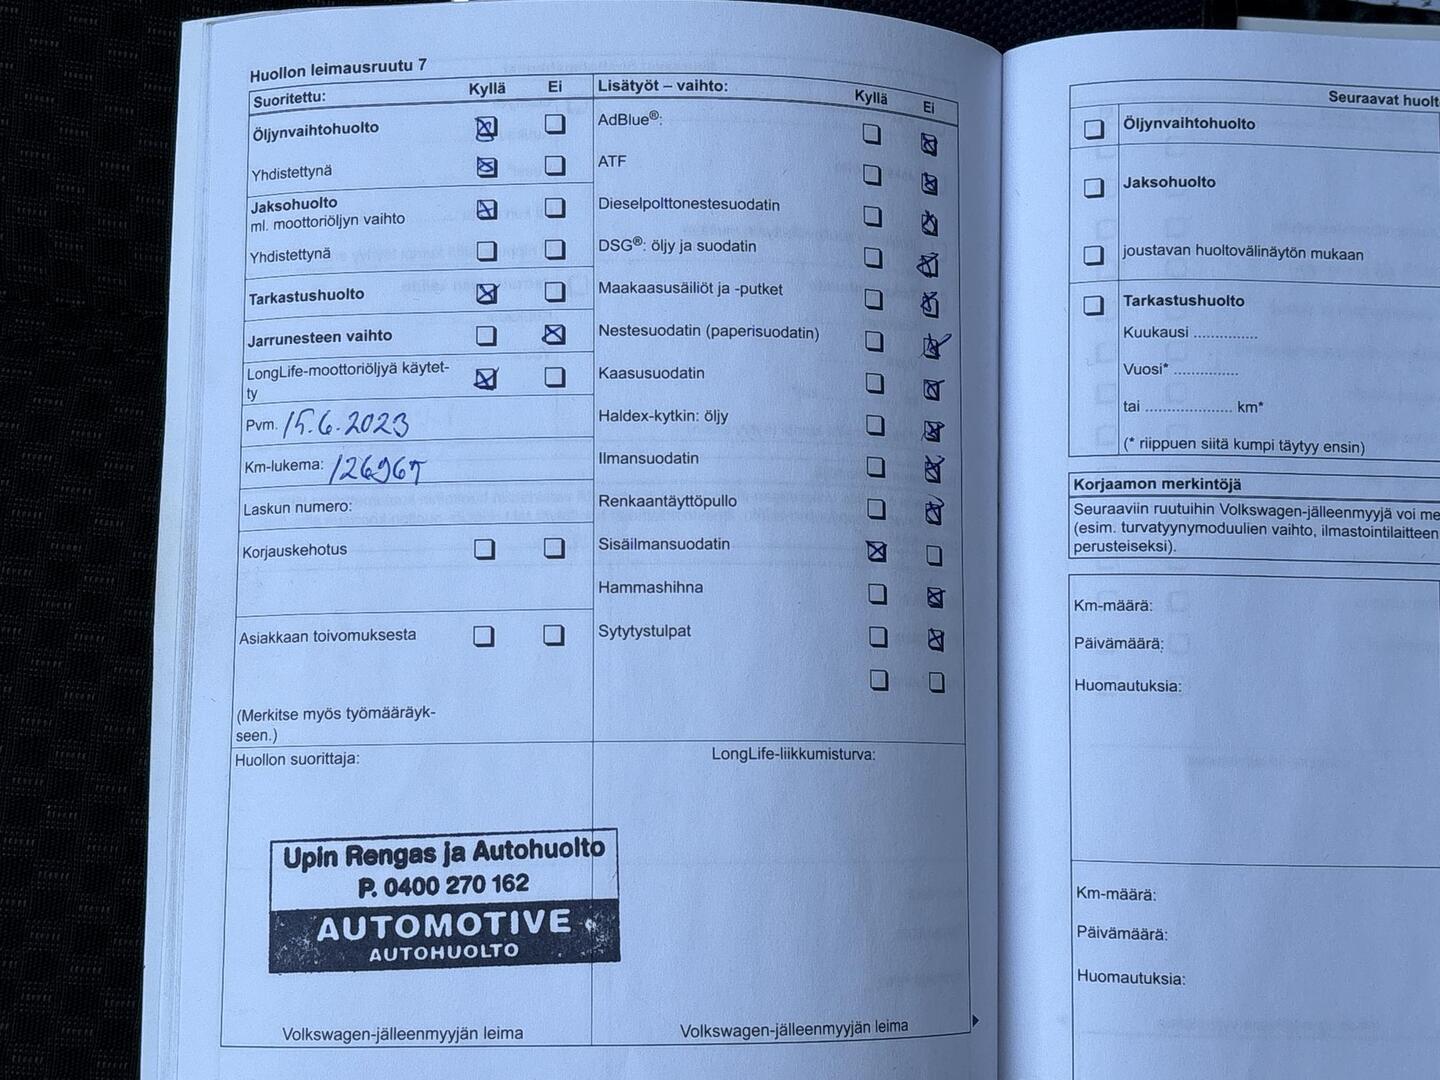 Huollon leimausruutu 7
Suoritettu: Kyllä Ei
Öljynvaihtohuolto
Yhdistettynä
Jaksohuolto
ml. moottoriöljyn vaihto
Yhdistettynä
Tarkastushuolto
Jarrunesteen vaihto
LongLife-moottoriöljyä käytet-
ty
Pvm. 15.6.2023
Km-lukema:
Laskun numero:
Korjauskehotus
Asiakkaan toivomuksesta
(Merkitse myös työmääräyk-
seen.)
Huollon suorittaja:
Lisätyöt – vaihto: Kyllä Ei
AdBlue®:
ATF
Dieselpolttonestesuodatin
DSG®: öljy ja suodatin
Maakaasusäiliöt ja -putket
Nestesuodatin (paperisuodatin)
Kaasusuodatin
Haldex-kytkin: öljy
Ilmansuodatin
Renkaantäyttöpullo
Sisäilmansuodatin
Hammashihna
Sytytystulpat
LongLife-liikkumisturva:
Upin Rengas ja Autohuolto
P. 0400 270 162
AUTOMOTIVE
AUTOHUOLTO
Volkswagen-jälleenmyyjän leima
Volkswagen-jälleenmyyjän leima
Seuraavat huolt
Öljynvaihtohuolto
Jaksohuolto
joustavan huoltovälinäytön mukaan
Tarkastushuolto
Kuukausi ...............
Vuosi* ...............
tai .................... km*
(* riippuen siitä kumpi täytyy ensin)
Korjaamon merkintöjä
Seuraaviin ruutuihin Volkswagen-jälleenmyyjä voi me
(esim. turvatyynymoduulien vaihto, ilmastointilaitteen
perusteiseksi).
Km-määrä:
Päivämäärä:
Huomautuksia:
Km-määrä:
Päivämäärä:
Huomautuksia: